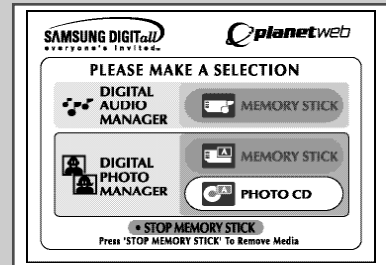 SAMSUNG DIGITall planetweb
everyone's invited™
PLEASE MAKE A SELECTION
DIGITAL
AUDIO
MANAGER
MEMORY STICK
DIGITAL
PHOTO
MANAGER
MEMORY STICK
PHOTO CD
• STOP MEMORY STICK
Press 'STOP MEMORY STICK' To Remove Media